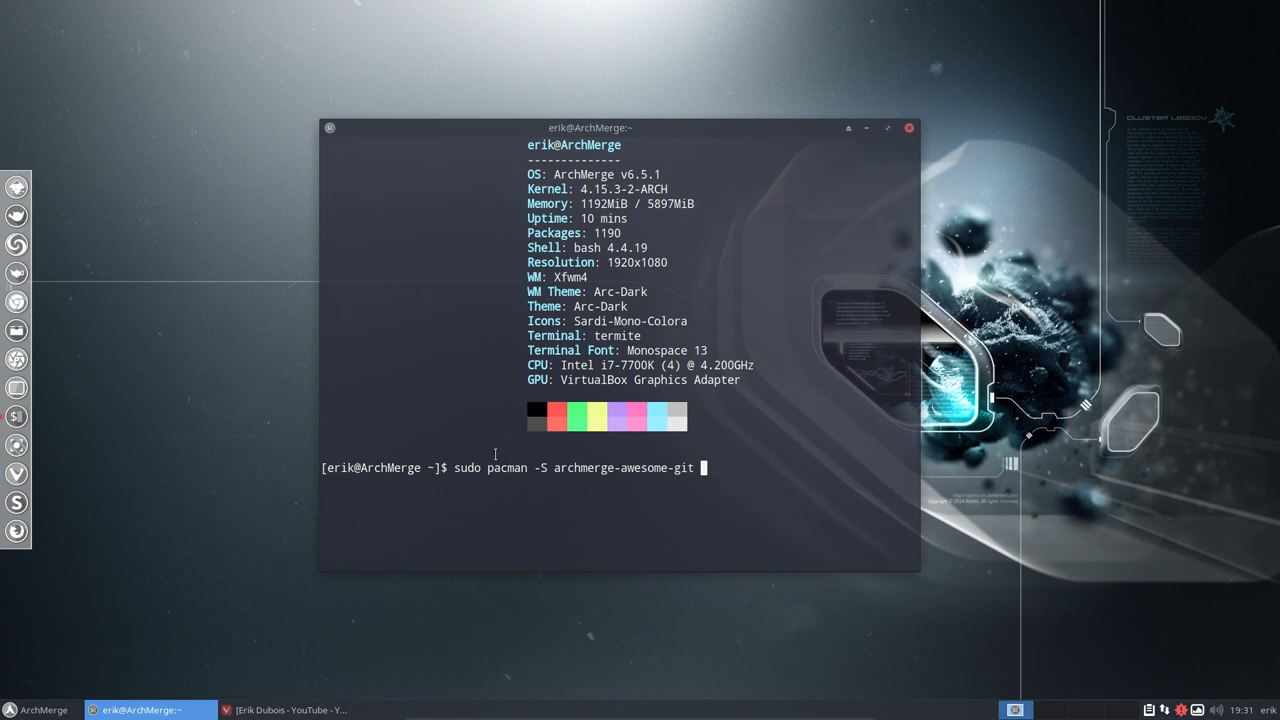 erik@ArchMerge:~
erik@ArchMerge
--------------
OS: ArchMerge v6.5.1
Kernel: 4.15.3-2-ARCH
Memory: 1192MiB / 5897MiB
Uptime: 10 mins
Packages: 1190
Shell: bash 4.4.19
Resolution: 1920x1080
WM: Xfwm4
WM Theme: Arc-Dark
Theme: Arc-Dark
Icons: Sardi-Mono-Colora
Terminal: termite
Terminal Font: Monospace 13
CPU: Intel i7-7700K (4) @ 4.200GHz
GPU: VirtualBox Graphics Adapter
[erik@ArchMerge ~]$ sudo pacman -S archmerge-awesome-git
CLUSTER LEGACY
ArchMerge
erik@ArchMerge:~
[Erik Dubois - YouTube - Y...
19:31
erik